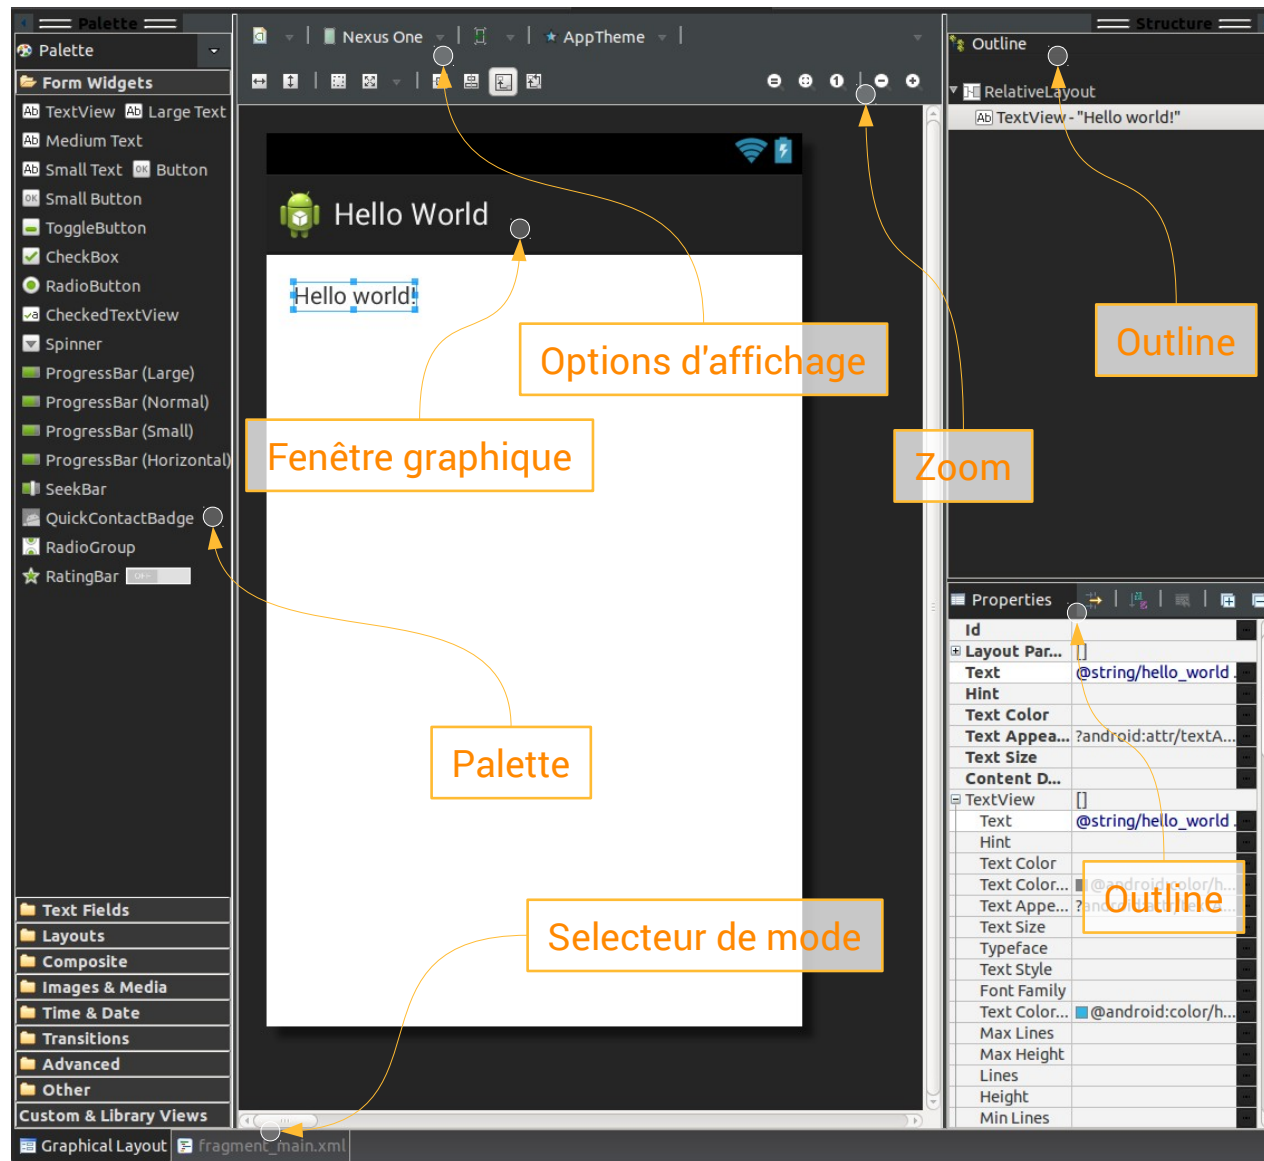 Palette
Palette
Form Widgets
TextView
Large Text
Medium Text
Small Text
Button
Small Button
ToggleButton
CheckBox
RadioButton
CheckedTextView
Spinner
ProgressBar (Large)
ProgressBar (Normal)
ProgressBar (Small)
ProgressBar (Horizontal)
SeekBar
QuickContactBadge
RadioGroup
RatingBar
Text Fields
Layouts
Composite
Images & Media
Time & Date
Transitions
Advanced
Other
Custom & Library Views
Graphical Layout
fragment_main.xml
Nexus One
AppTheme
Hello World
Hello world!
Options d'affichage
Fenêtre graphique
Zoom
Palette
Selecteur de mode
Structure
Outline
RelativeLayout
Ab TextView - "Hello world!"
Outline
Properties
Id
Layout Par... []
Text @string/hello_world ...
Hint
Text Color
Text Appea... ?android:attr/textA...
Text Size
Content D...
TextView []
Text @string/hello_world ...
Hint
Text Color
Text Color... @android:color/h...
Text Appe... ?android:attr/textA...
Outline
Text Size
Typeface
Text Style
Font Family
Text Color... @android:color/h...
Max Lines
Max Height
Lines
Height
Min Lines